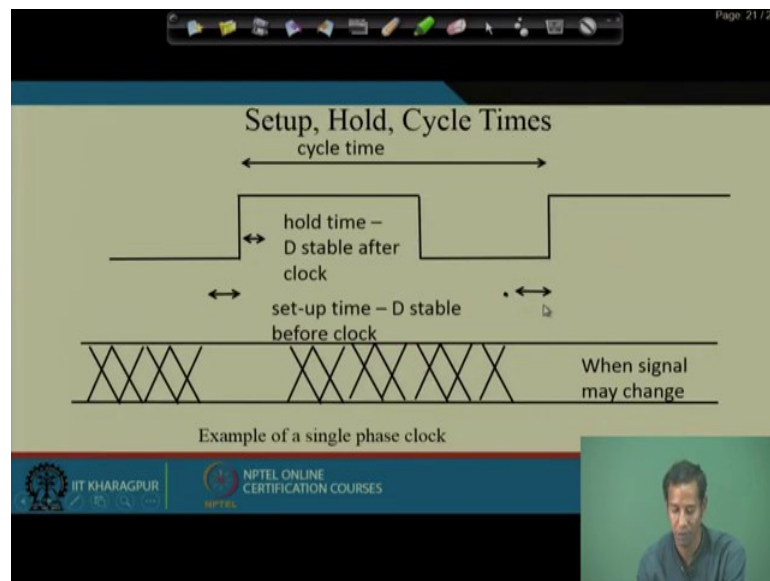 Page: 21 / 2
Setup, Hold, Cycle Times
cycle time
hold time –
D stable after
clock
set-up time – D stable
before clock
When signal
may change
Example of a single phase clock
IIT KHARAGPUR
NPTEL ONLINE
CERTIFICATION COURSES
NPTEL